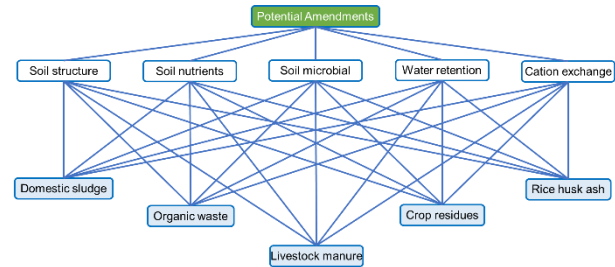 Potential Amendments
Soil structure
Soil nutrients
Soil microbial
Water retention
Cation exchange
Domestic sludge
Organic waste
Livestock manure
Crop residues
Rice husk ash